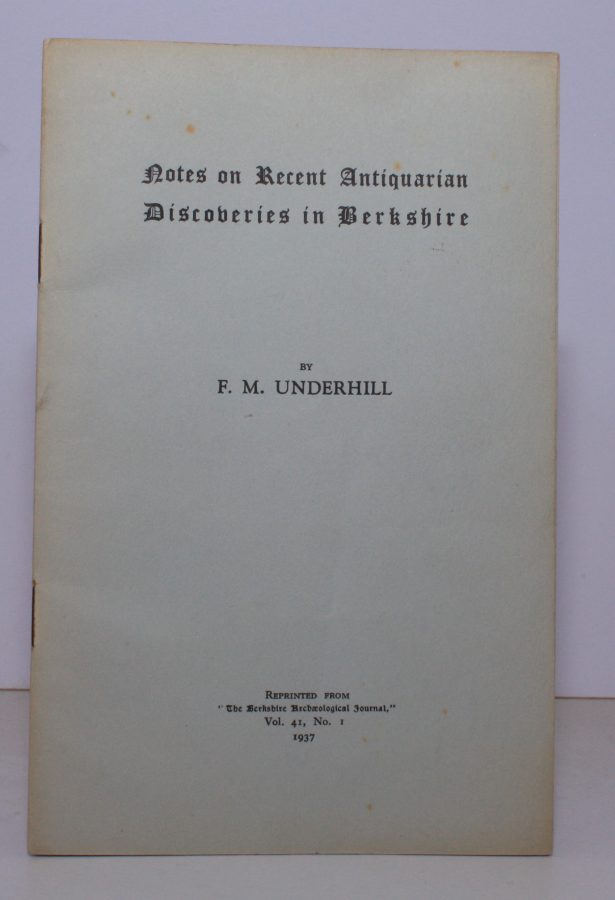 Notes on Recent Antiquarian
Discoveries in Berkshire
BY
F. M. UNDERHILL
REPRINTED FROM
"The Berkshire Archæological Journal,"
Vol. 41, No. 1
1937